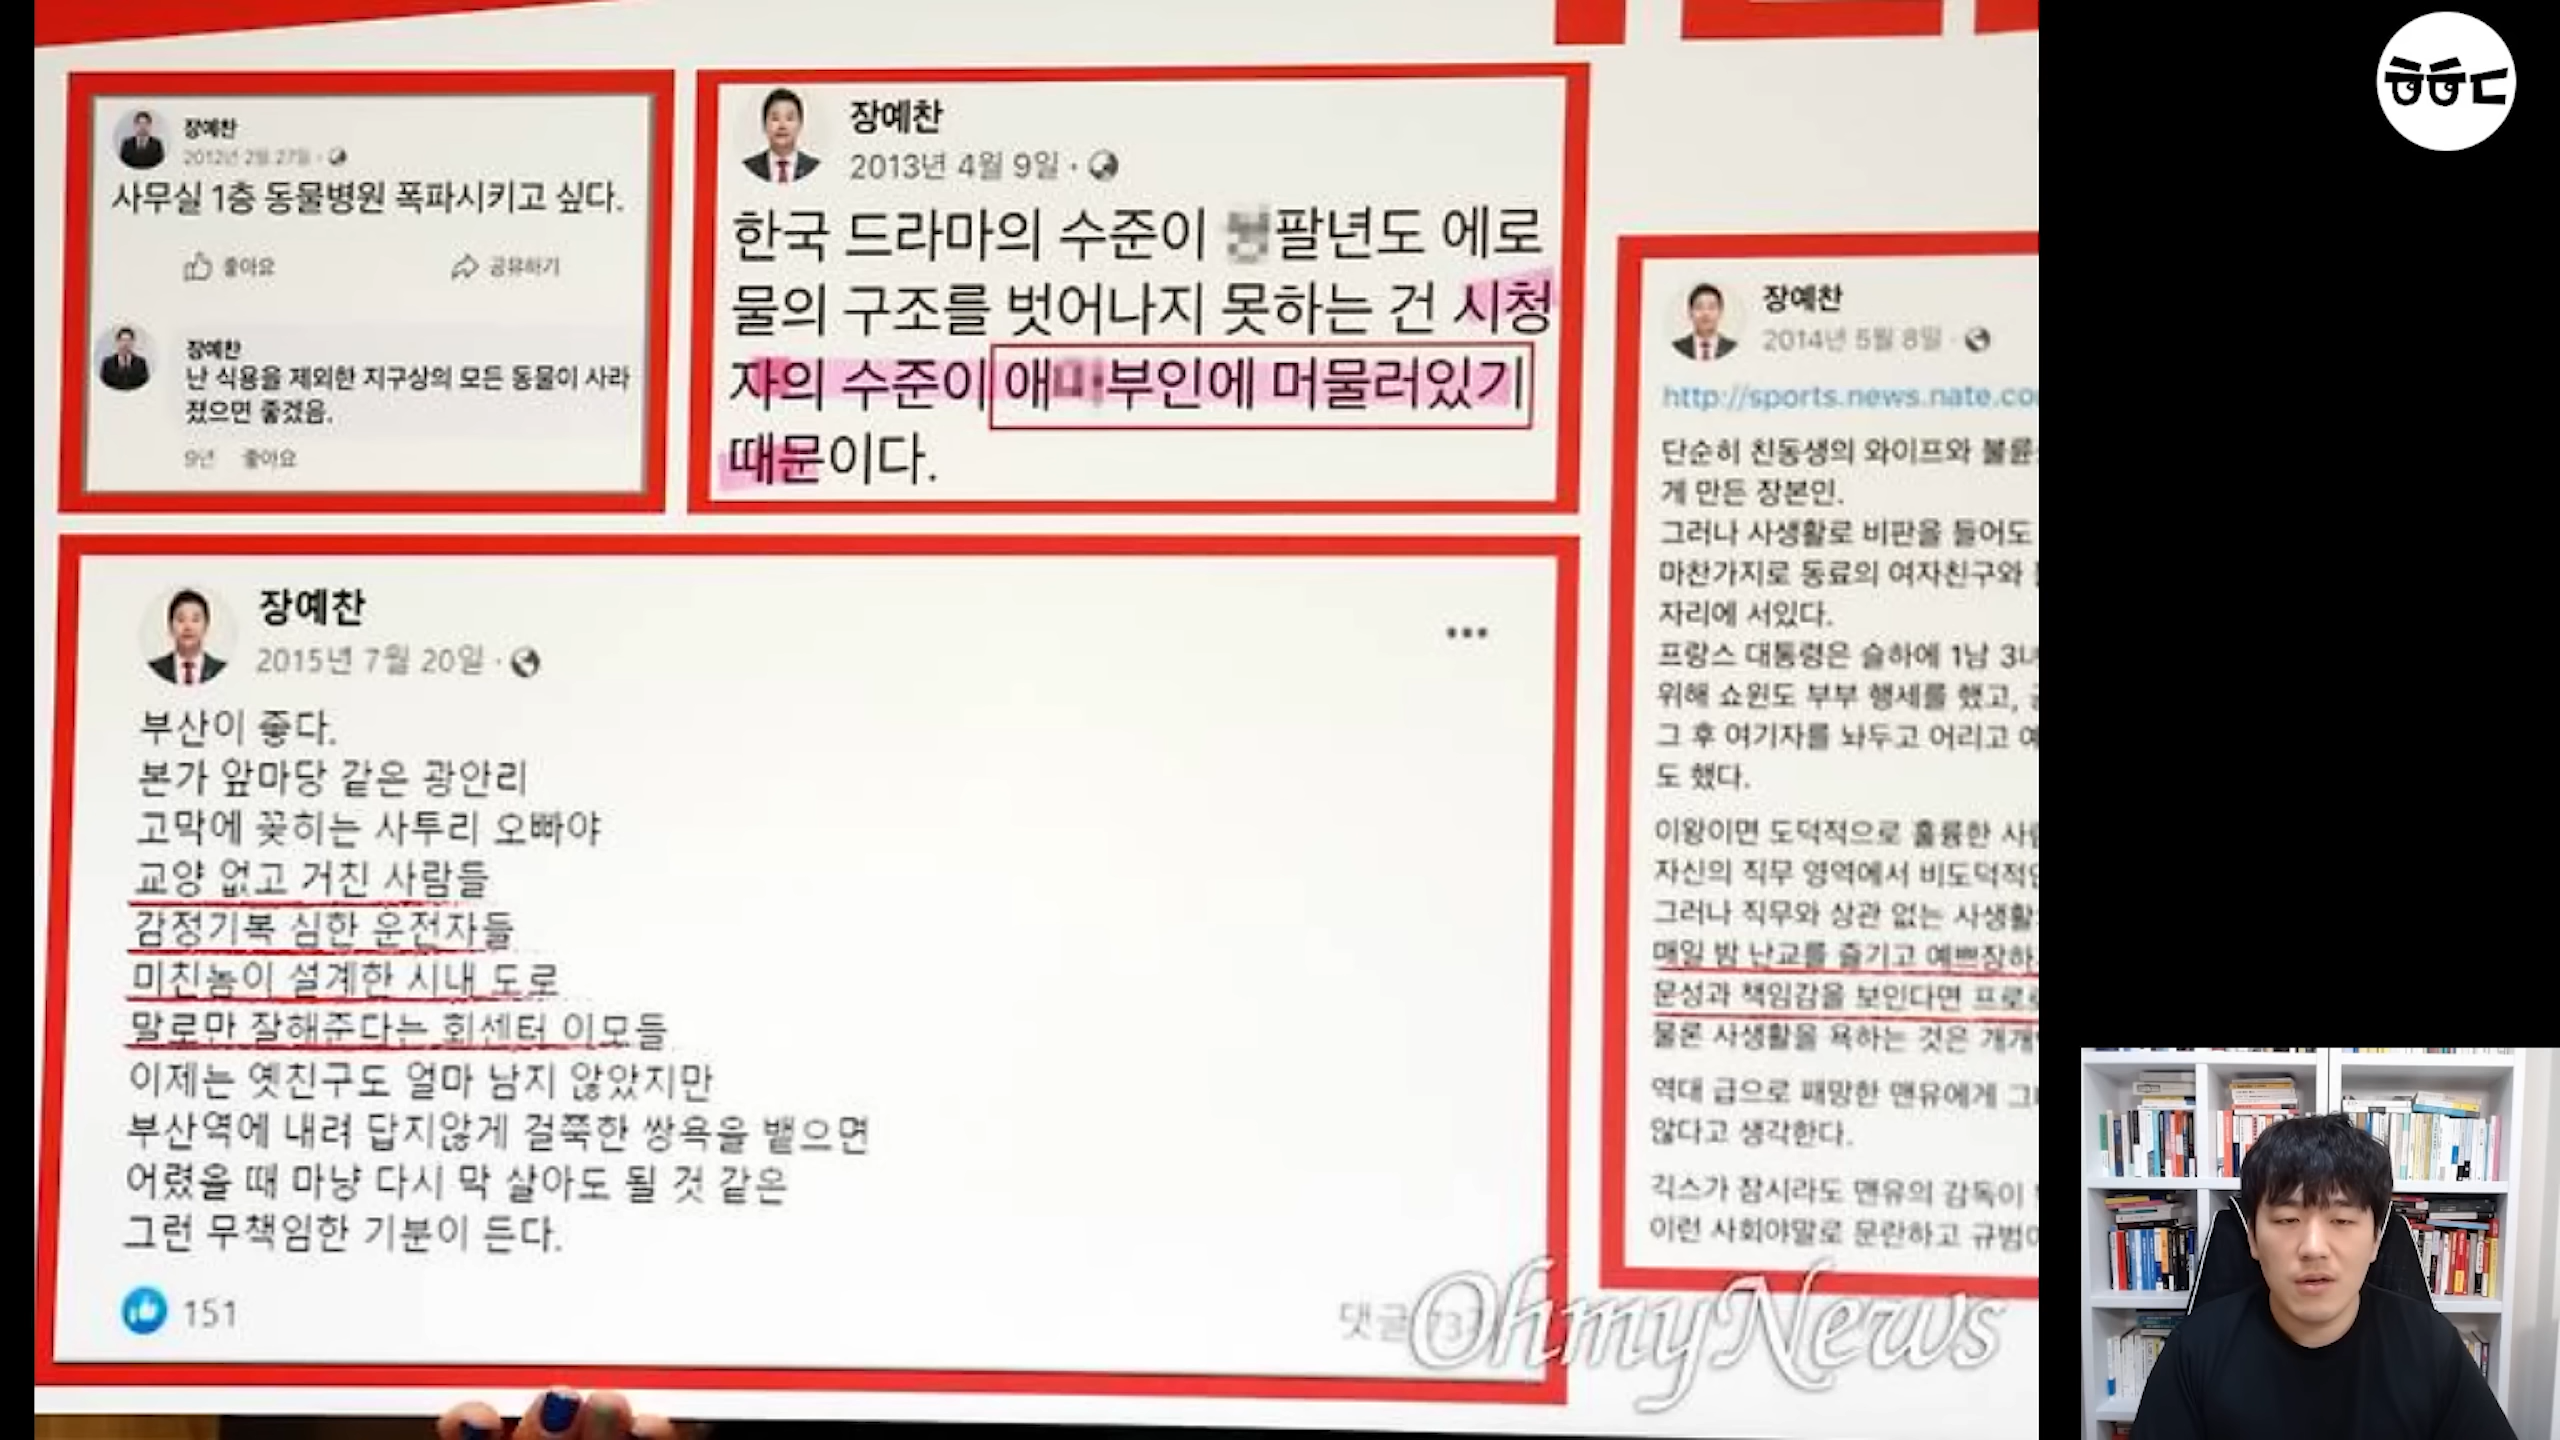 장예찬
2012년 2월 27일
사무실 1층 동물병원 폭파시키고 싶다.
좋아요 공유하기
장예찬
난 식용을 제외한 지구상의 모든 동물이 사라
졌으면 좋겠음.
9년 좋아요
장예찬
2013년 4월 9일
한국 드라마의 수준이 팔년도 에로
물의 구조를 벗어나지 못하는 건 시청
자의 수준이 애 부인에 머물러있기
때문이다.
장예찬
2015년 7월 20일
부산이 좋다.
본가 앞마당 같은 광안리
고막에 꽂히는 사투리 오빠야
교양 없고 거친 사람들
감정기복 심한 운전자들
미친놈이 설계한 시내 도로
말로만 잘해준다는 회센터 이모들
이제는 옛친구도 얼마 남지 않았지만
부산역에 내려 답지않게 걸쭉한 쌍욕을 뱉으면
어렸을 때 마냥 다시 막 살아도 될 것 같은
그런 무책임한 기분이 든다.
151
댓글
장예찬
2014년 5월 8일
http://sports.news.nate.co
단순히 친동생의 와이프와 불륜
게 만든 장본인.
그러나 사생활로 비판을 들어도
마찬가지로 동료의 여자친구와
자리에 서있다.
프랑스 대통령은 슬하에 1남 3녀
위해 쇼윈도 부부 행세를 했고,
그 후 여기자를 놔두고 어리고 예
도 했다.
이왕이면 도덕적으로 훌륭한 사람
자신의 직무 영역에서 비도덕적인
그러나 직무와 상관 없는 사생활
매일 밤 난교를 즐기고 예쁘장하
문성과 책임감을 보인다면 프로
물론 사생활을 욕하는 것은 개개
역대 급으로 패망한 맨유에게
않다고 생각한다.
긱스가 잠시라도 맨유의 감독이
이런 사회야말로 문란하고 규범이
OhmyNews
ㅎㅎㄷ